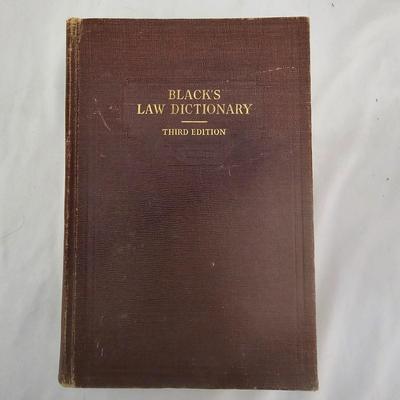 BLACK'S
LAW DICTIONARY
THIRD EDITION